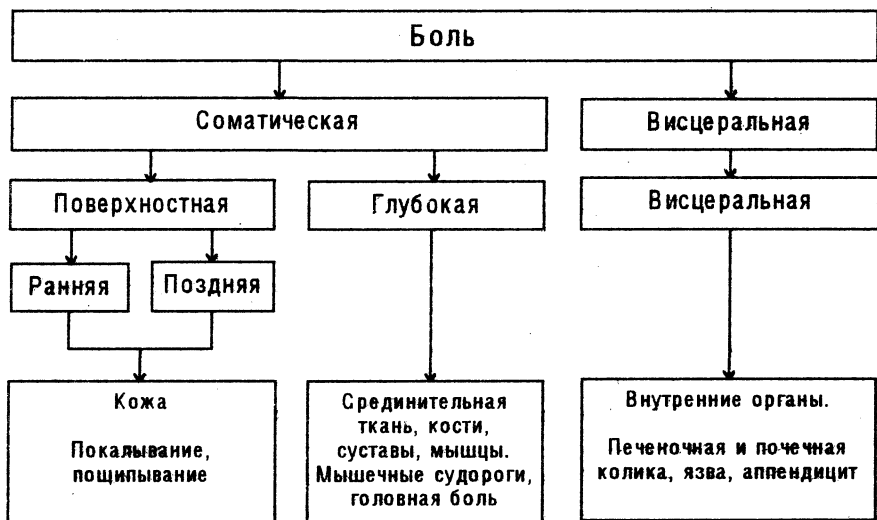 Боль
Соматическая
Висцеральная
Поверхностная
Глубокая
Висцеральная
Ранняя
Поздняя
Кожа
Покалывание,
пощипывание
Срединительная
ткань, кости,
суставы, мышцы.
Мышечные судороги,
головная боль
Внутренние органы.
Печеночная и почечная
колика, язва, аппендицит